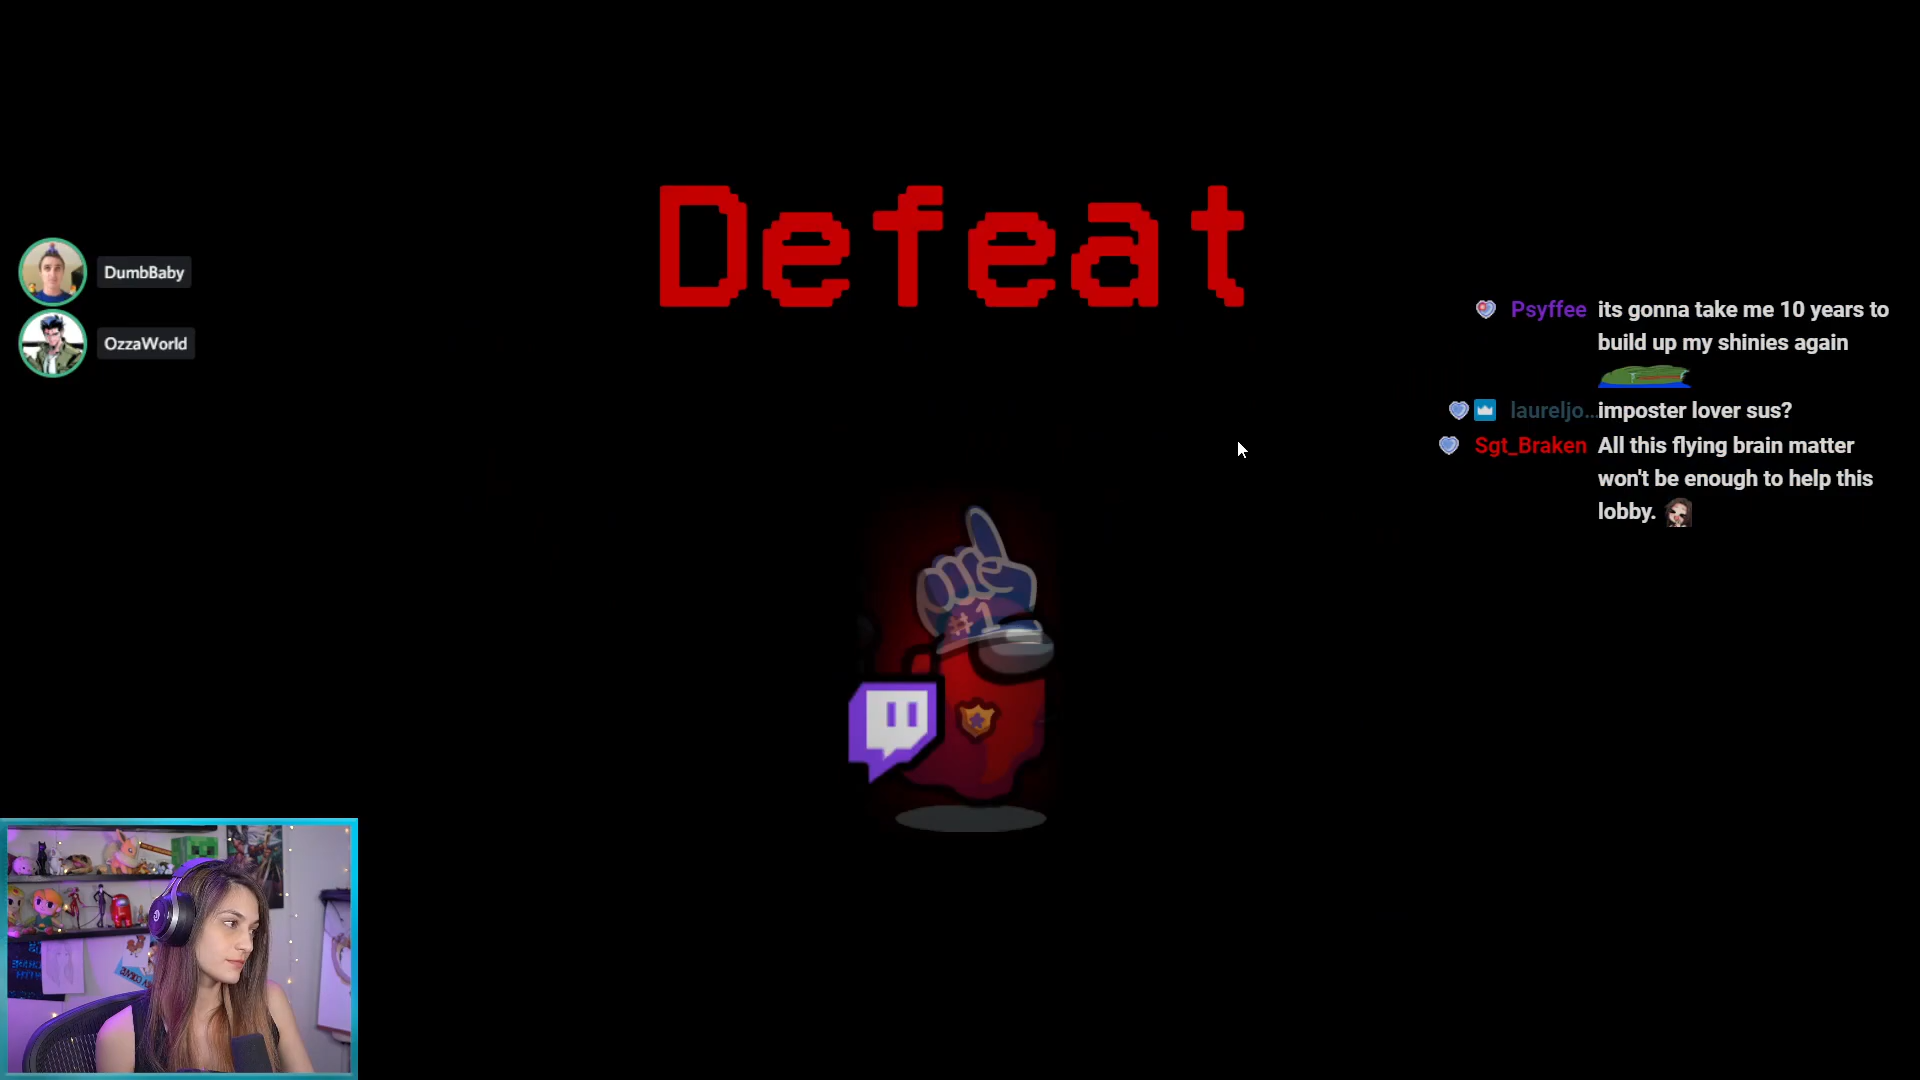 Defeat
DumbBaby
OzzaWorld
Psyffee its gonna take me 10 years to
build up my shinies again
laureljo... imposter lover sus?
Sgt_Braken All this flying brain matter
won't be enough to help this
lobby.
#1